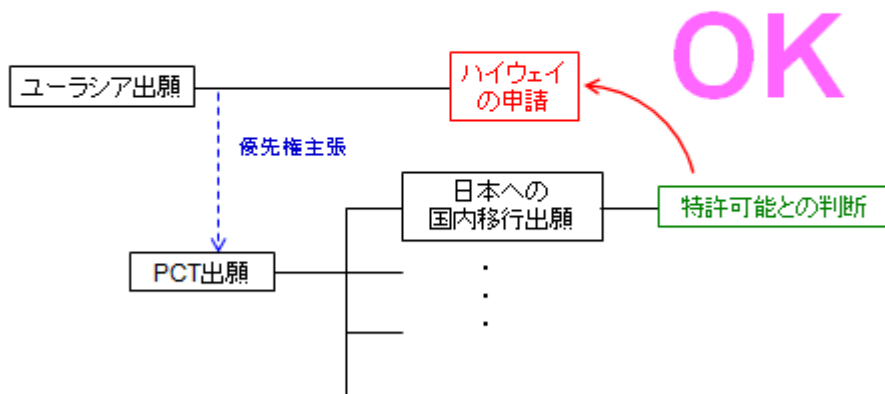 OK
ハイウェイ
の申請
ユーラシア出願
優先権主張
日本への
国内移行出願
特許可能との判断
PCT出願